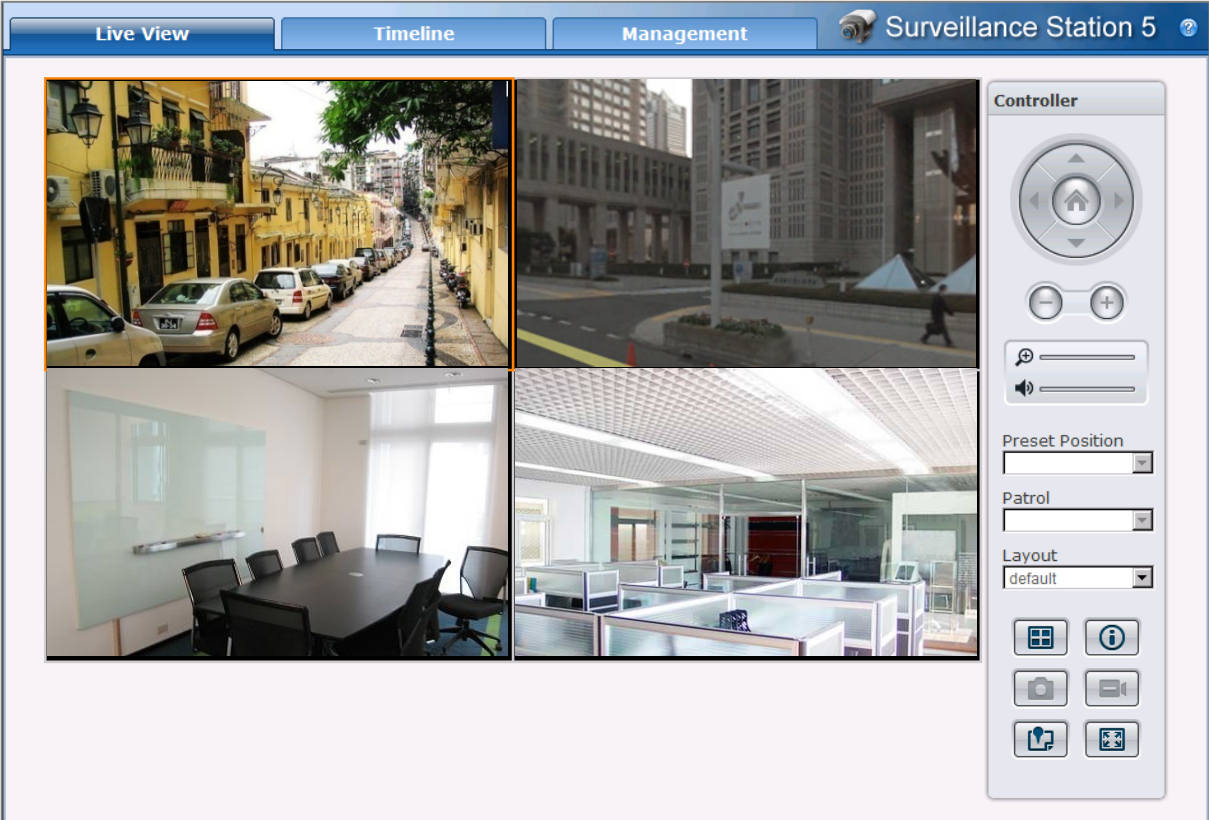 Live View
Timeline
Management
Surveillance Station 5
?
Controller
Preset Position
Patrol
Layout
default